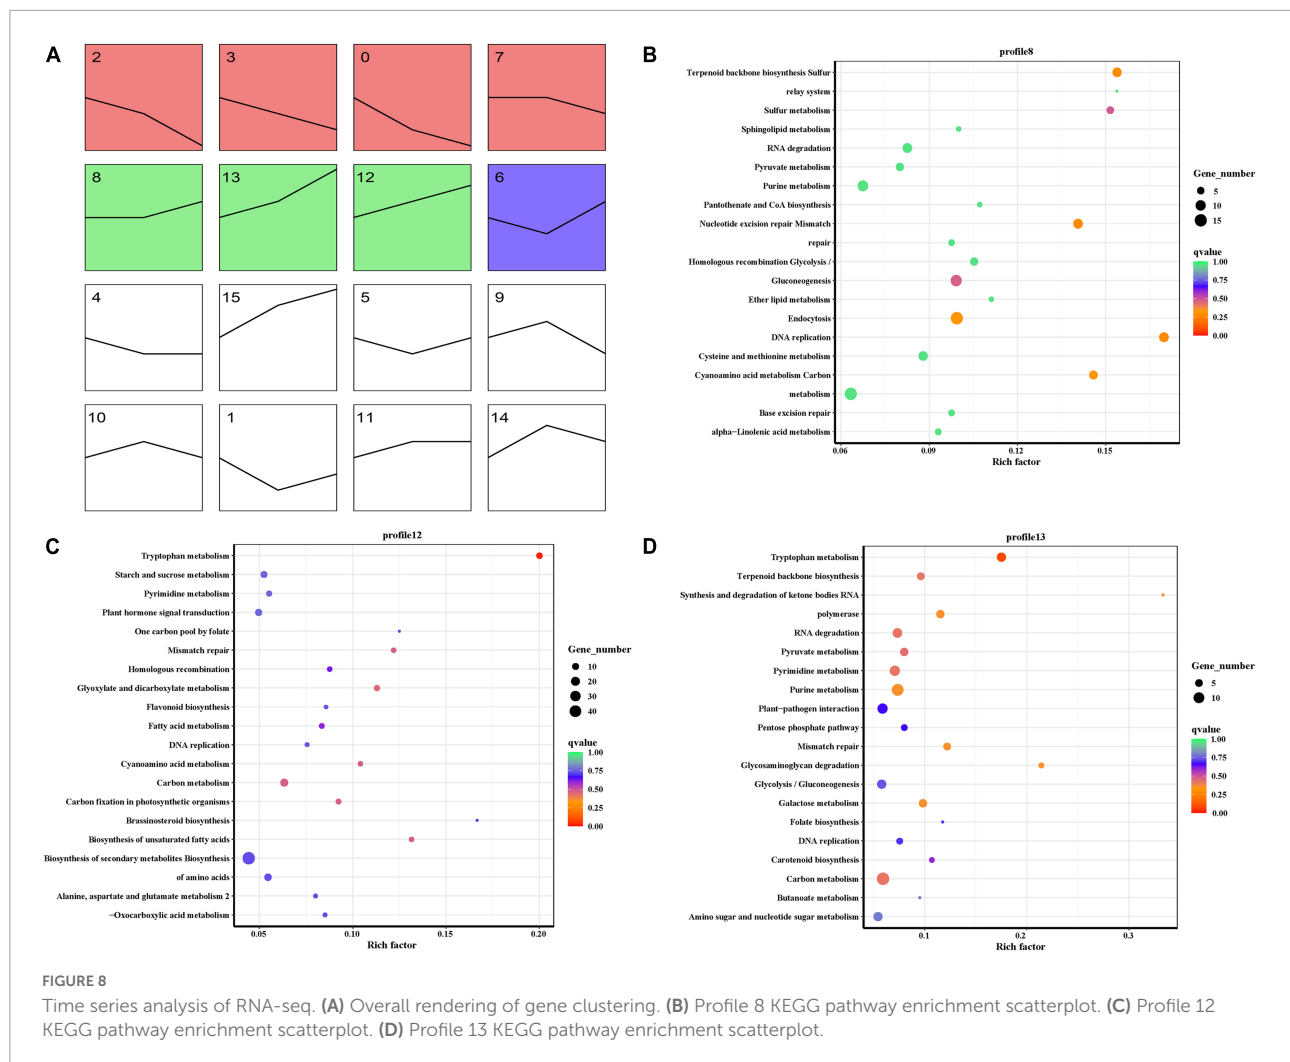 A
2
3
0
7
8
13
12
6
4
15
5
9
10
1
11
14
B
profile8
Terpenoid backbone biosynthesis Sulfur
relay system
Sulfur metabolism
Sphingolipid metabolism
RNA degradation
Pyruvate metabolism
Purine metabolism
Pantothenate and CoA biosynthesis
Nucleotide excision repair Mismatch
repair
Homologous recombination Glycolysis /
Gluconeogenesis
Ether lipid metabolism
Endocytosis
DNA replication
Cysteine and methionine metabolism
Cyanoamino acid metabolism Carbon
metabolism
Base excision repair
alpha−Linolenic acid metabolism
0.06 0.09 0.12 0.15
Rich factor
Gene_number
5
10
15
qvalue
1.00
0.75
0.50
0.25
0.00
C
profile12
Tryptophan metabolism
Starch and sucrose metabolism
Pyrimidine metabolism
Plant hormone signal transduction
One carbon pool by folate
Mismatch repair
Homologous recombination
Glyoxylate and dicarboxylate metabolism
Flavonoid biosynthesis
Fatty acid metabolism
DNA replication
Cyanoamino acid metabolism
Carbon metabolism
Carbon fixation in photosynthetic organisms
Brassinosteroid biosynthesis
Biosynthesis of unsaturated fatty acids
Biosynthesis of secondary metabolites Biosynthesis
of amino acids
Alanine, aspartate and glutamate metabolism 2
−Oxocarboxylic acid metabolism
0.05 0.10 0.15 0.20
Rich factor
Gene_number
10
20
30
40
qvalue
1.00
0.75
0.50
0.25
0.00
D
profile13
Tryptophan metabolism
Terpenoid backbone biosynthesis
Synthesis and degradation of ketone bodies RNA
polymerase
RNA degradation
Pyruvate metabolism
Pyrimidine metabolism
Purine metabolism
Plant−pathogen interaction
Pentose phosphate pathway
Mismatch repair
Glycosaminoglycan degradation
Glycolysis / Gluconeogenesis
Galactose metabolism
Folate biosynthesis
DNA replication
Carotenoid biosynthesis
Carbon metabolism
Butanoate metabolism
Amino sugar and nucleotide sugar metabolism
0.1 0.2 0.3
Rich factor
Gene_number
5
10
qvalue
1.00
0.75
0.50
0.25
0.00
FIGURE 8
Time series analysis of RNA-seq. (A) Overall rendering of gene clustering. (B) Profile 8 KEGG pathway enrichment scatterplot. (C) Profile 12
KEGG pathway enrichment scatterplot. (D) Profile 13 KEGG pathway enrichment scatterplot.